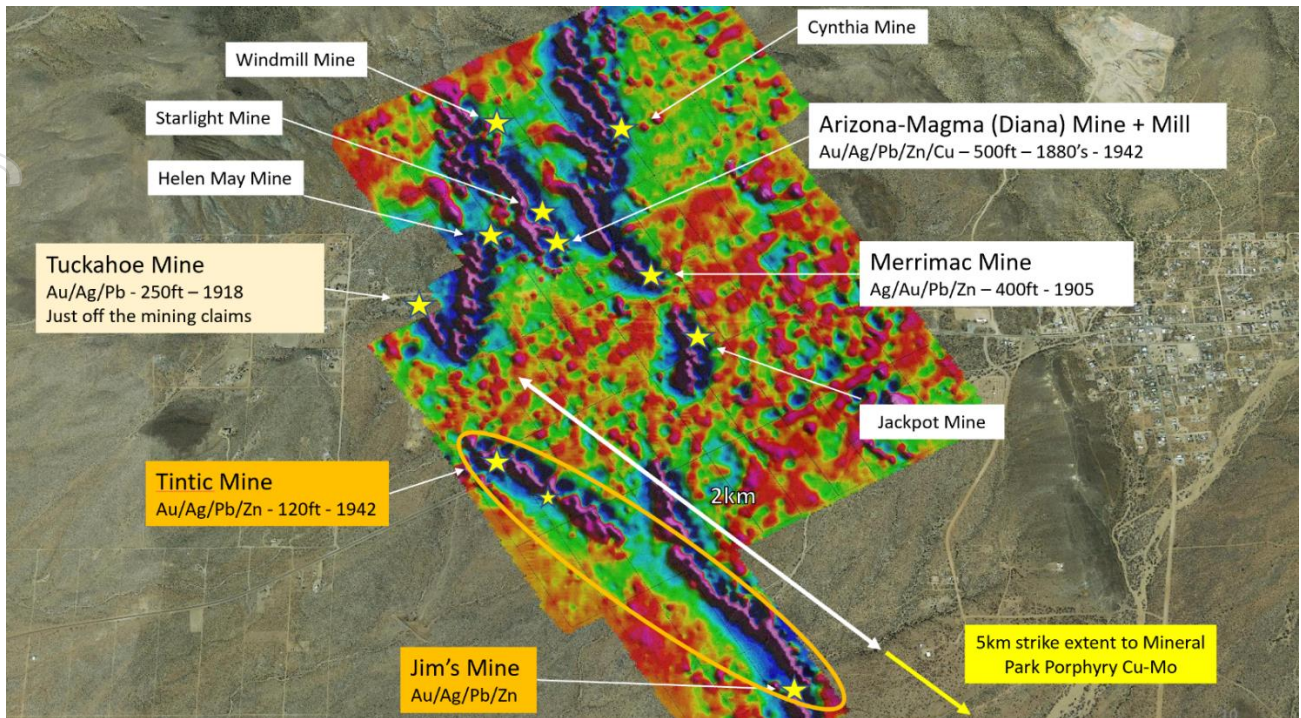 Cynthia Mine
Windmill Mine
Starlight Mine
Arizona-Magma (Diana) Mine + Mill
Au/Ag/Pb/Zn/Cu – 500ft – 1880's - 1942
Helen May Mine
Tuckahoe Mine
Au/Ag/Pb - 250ft – 1918
Just off the mining claims
Merrimac Mine
Ag/Au/Pb/Zn – 400ft - 1905
Jackpot Mine
Tintic Mine
Au/Ag/Pb/Zn - 120ft - 1942
2km
5km strike extent to Mineral
Park Porphyry Cu-Mo
Jim's Mine
Au/Ag/Pb/Zn